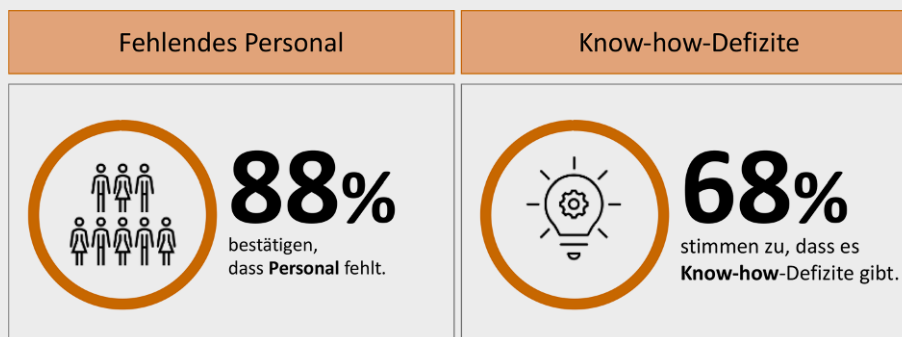 Fehlendes Personal
Know-how-Defizite
88%
bestätigen,
dass Personal fehlt.
68%
stimmen zu, dass es
Know-how-Defizite gibt.